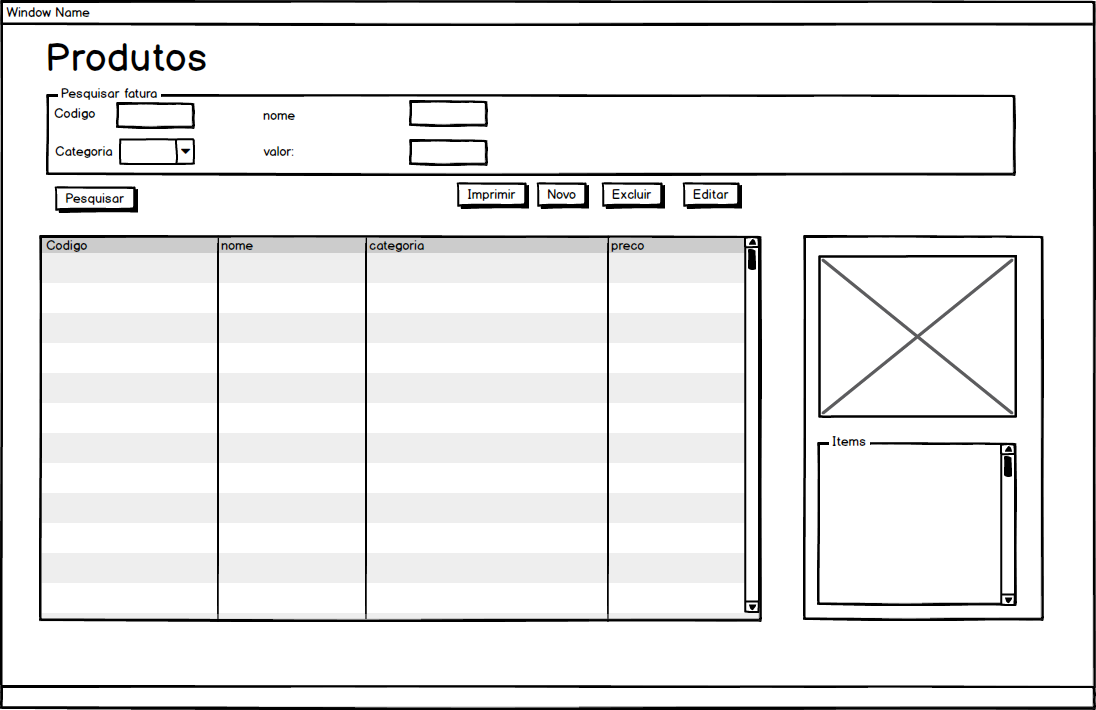 Window Name
Produtos
Pesquisar fatura
Codigo nome
Categoria valor:
Pesquisar Imprimir Novo Excluir Editar
Codigo nome categoria preco
Items